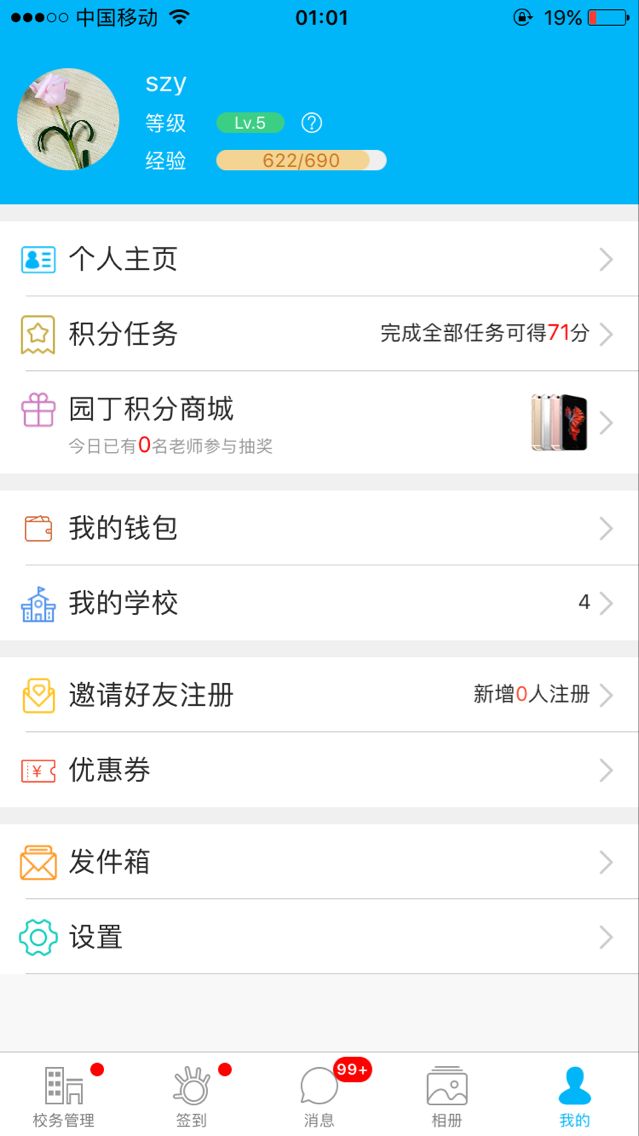 中国移动 01:01 19%
szy
等级 Lv.5 ?
经验 622/690
个人主页
积分任务 完成全部任务可得71分
园丁积分商城
今日已有0名老师参与抽奖
我的钱包
我的学校 4
邀请好友注册 新增0人注册
¥ 优惠券
发件箱
设置
99+
校务管理 签到 消息 相册 我的